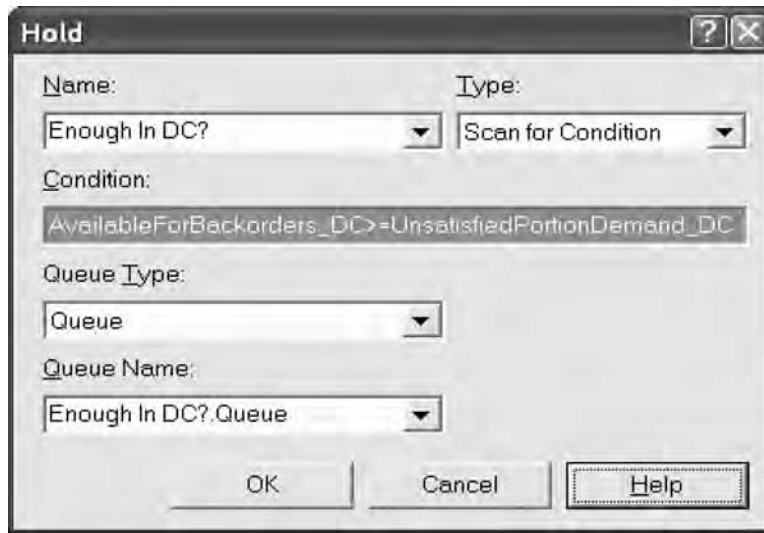 Hold
Name: Type:
Enough In DC? Scan for Condition
Condition:
AvailableForBackorders_DC>=UnsatisfiedPortionDemand_DC
Queue Type:
Queue
Queue Name:
Enough In DC?.Queue
OK Cancel Help